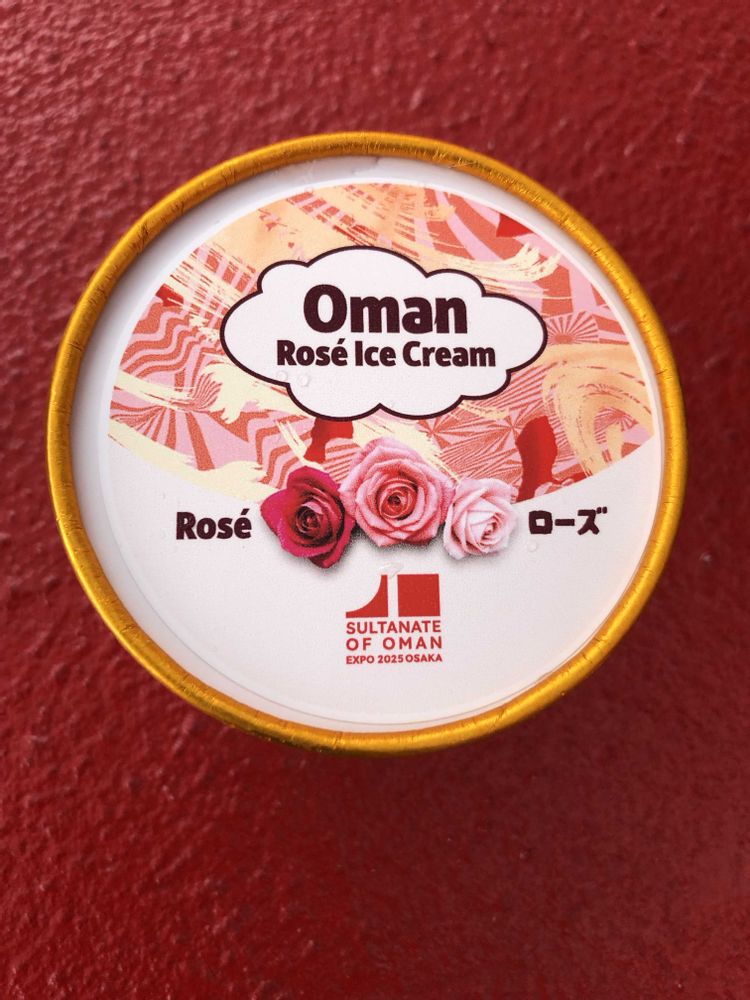 Oman
Rosé Ice Cream
Rosé
ローズ
SULTANATE
OF OMAN
EXPO 2025 OSAKA